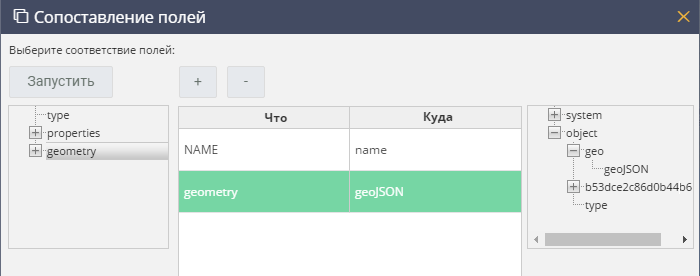 Сопоставление полей
Выберите соответствие полей:
Запустить
+ -
type
properties
geometry
Что Куда
NAME name
geometry geoJSON
system
object
geo
geoJSON
b53dce2c86d0b44b6
type